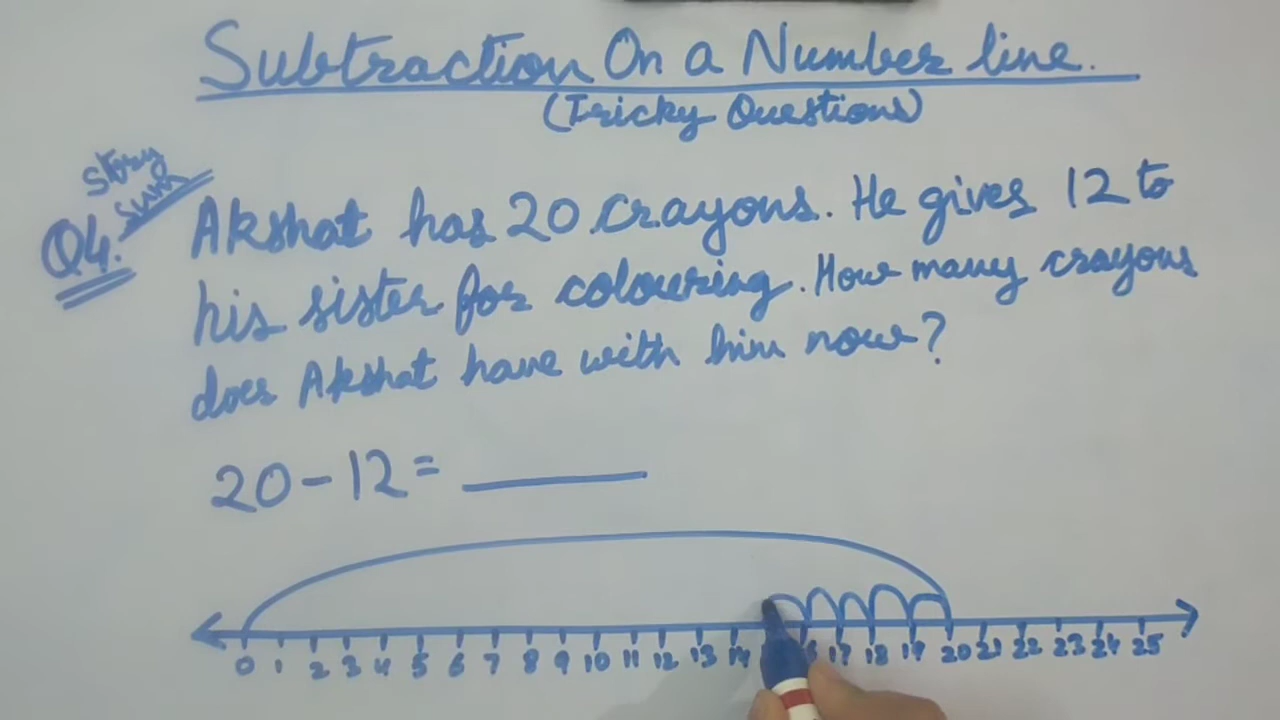 Subtraction On a Number line.
(Tricky Questions)
Story Sum
Q4. Akshat has 20 crayons. He gives 12 to
his sister for colouring. How many crayons
does Akshat have with him now?
20-12= ______
0 1 2 3 4 5 6 7 8 9 10 11 12 13 14 16 17 18 19 20 21 22 23 24 25